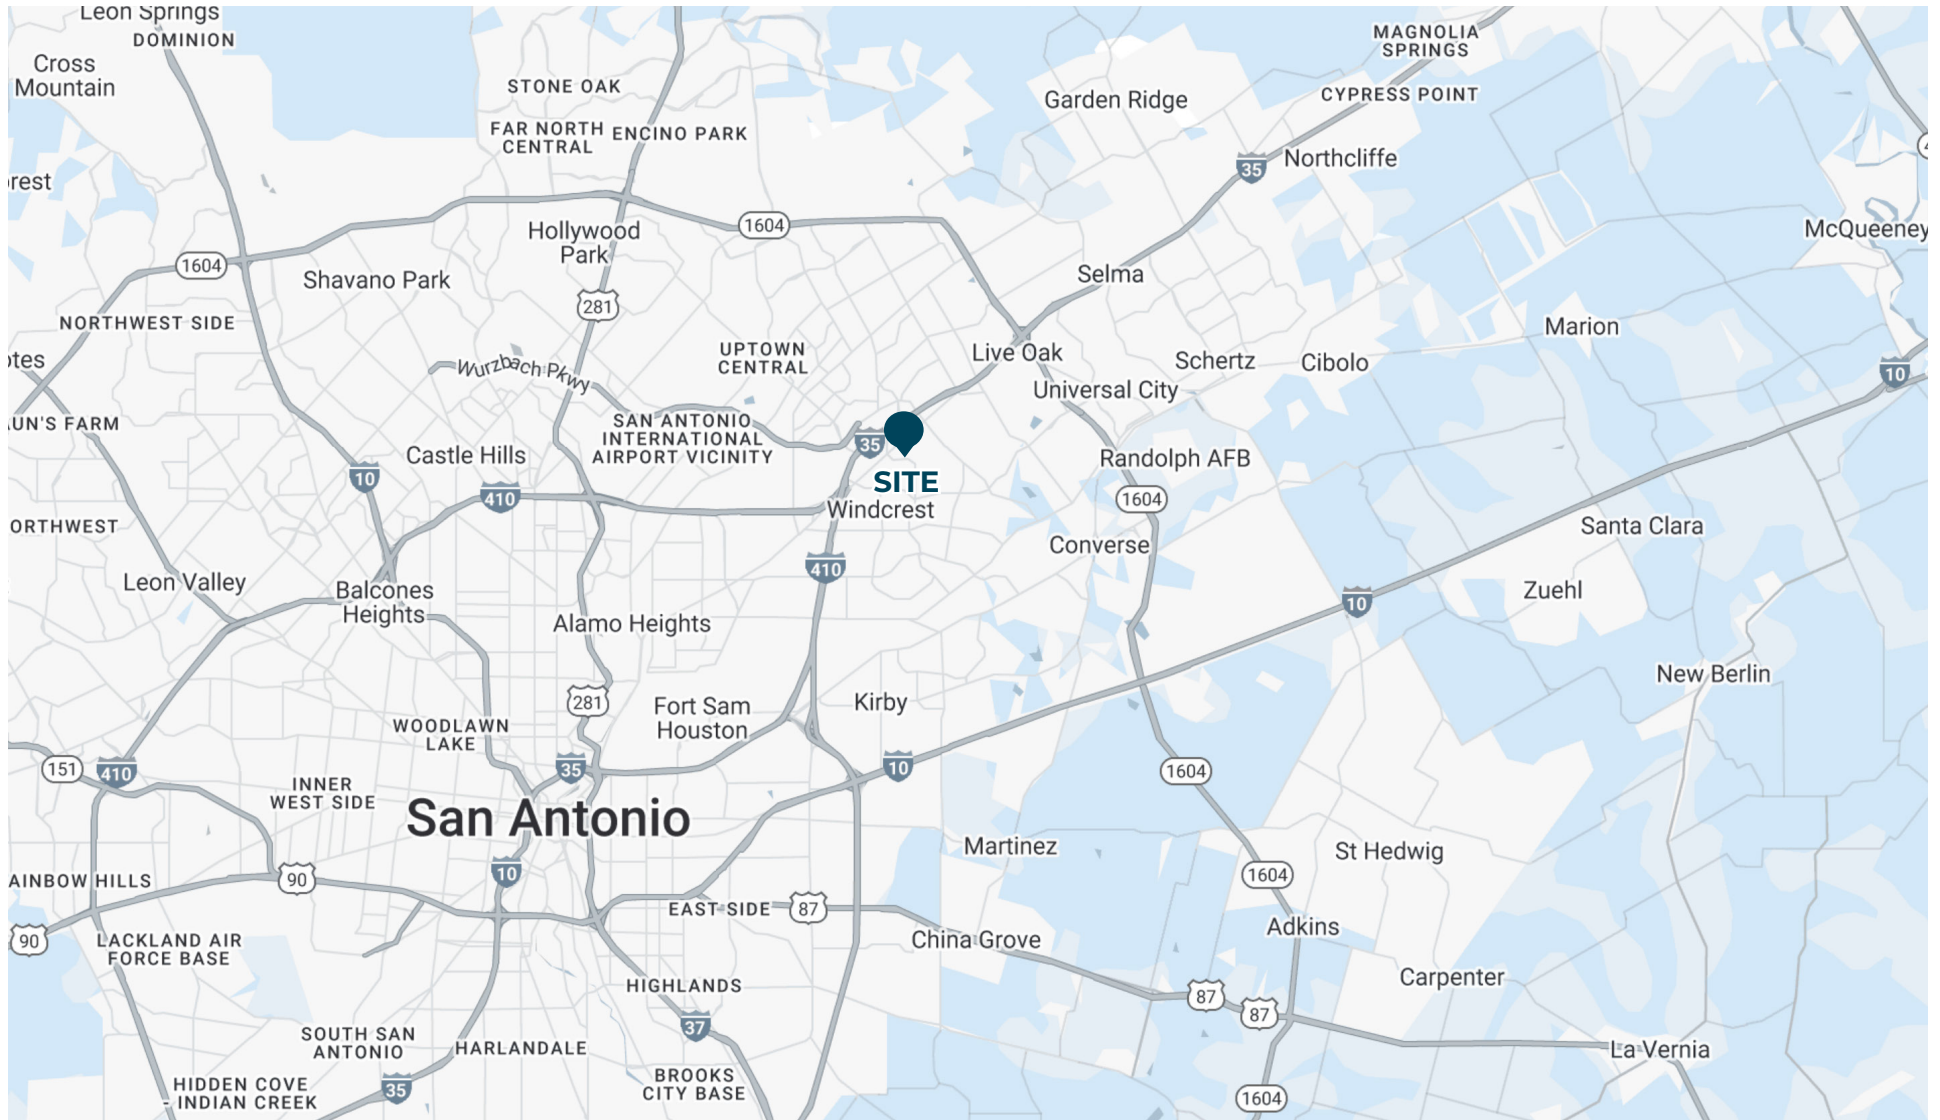 Leon Springs
DOMINION
MAGNOLIA
SPRINGS
Cross
Mountain
STONE OAK
CYPRESS POINT
Garden Ridge
FAR NORTH
CENTRAL
ENCINO PARK
Northcliffe
35
rest
1604
Hollywood
Park
McQueeney
1604
Shavano Park
Selma
281
NORTHWEST SIDE
Marion
otes
Wurzbach Pkwy
UPTOWN
CENTRAL
Live Oak
Schertz
Cibolo
10
Universal City
UN'S FARM
SAN ANTONIO
INTERNATIONAL
AIRPORT VICINITY
35
Castle Hills
Randolph AFB
10
SITE
410
1604
Windcrest
ORTHWEST
Santa Clara
Converse
410
Leon Valley
Balcones
Heights
Zuehl
10
Alamo Heights
New Berlin
281
Fort Sam
Houston
Kirby
WOODLAWN
LAKE
151
410
35
10
1604
INNER
WEST SIDE
San Antonio
Martinez
St Hedwig
10
1604
AINBOW HILLS
90
EAST SIDE
87
Adkins
90
LACKLAND AIR
FORCE BASE
China Grove
Carpenter
HIGHLANDS
87
87
37
SOUTH SAN
ANTONIO
HARLANDALE
La Vernia
HIDDEN COVE
- INDIAN CREEK
35
BROOKS
CITY BASE
1604